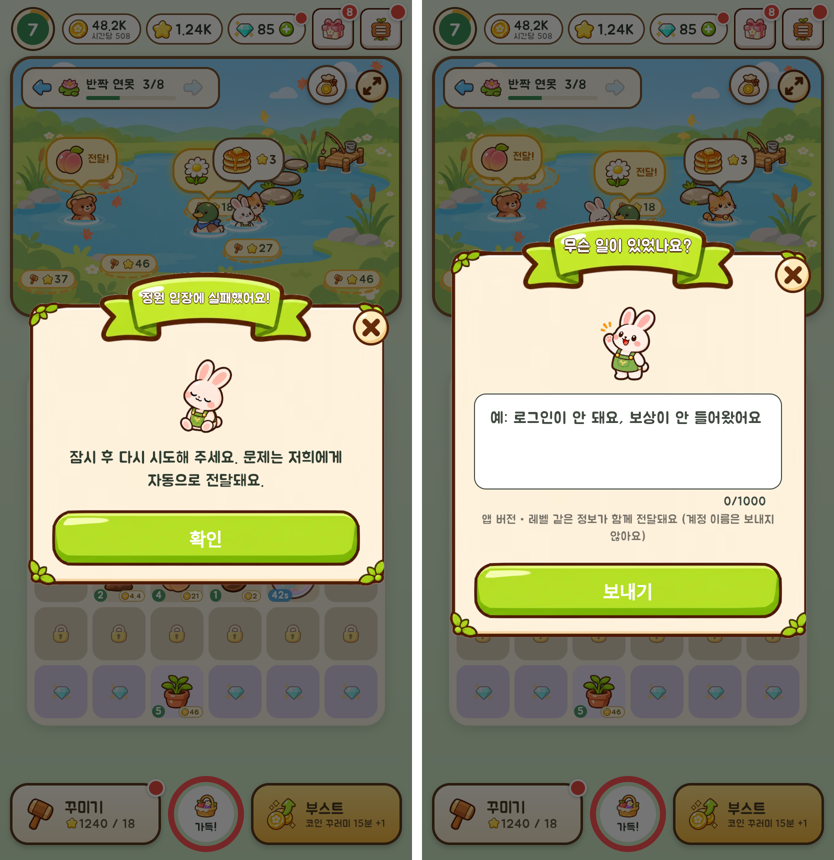 7
48.2K
시간당 508
1.24K
85
8
반짝 연못 3/8
전달!
3
18
27
46
37
46
정원 입장에 실패했어요!
잠시 후 다시 시도해 주세요. 문제는 저희에게
자동으로 전달돼요.
확인
2
4.4
4
21
1
2
42s
5
46
꾸미기
1240 / 18
가득!
부스트
코인 꾸러미 15분 +1
7
48.2K
시간당 508
1.24K
85
8
반짝 연못 3/8
전달!
전달!
3
18
무슨 일이 있었나요?
예: 로그인이 안 돼요, 보상이 안 들어왔어요
0/1000
앱 버전 • 레벨 같은 정보가 함께 전달돼요 (계정 이름은 보내지
않아요)
보내기
5
46
꾸미기
1240 / 18
가득!
부스트
코인 꾸러미 15분 +1